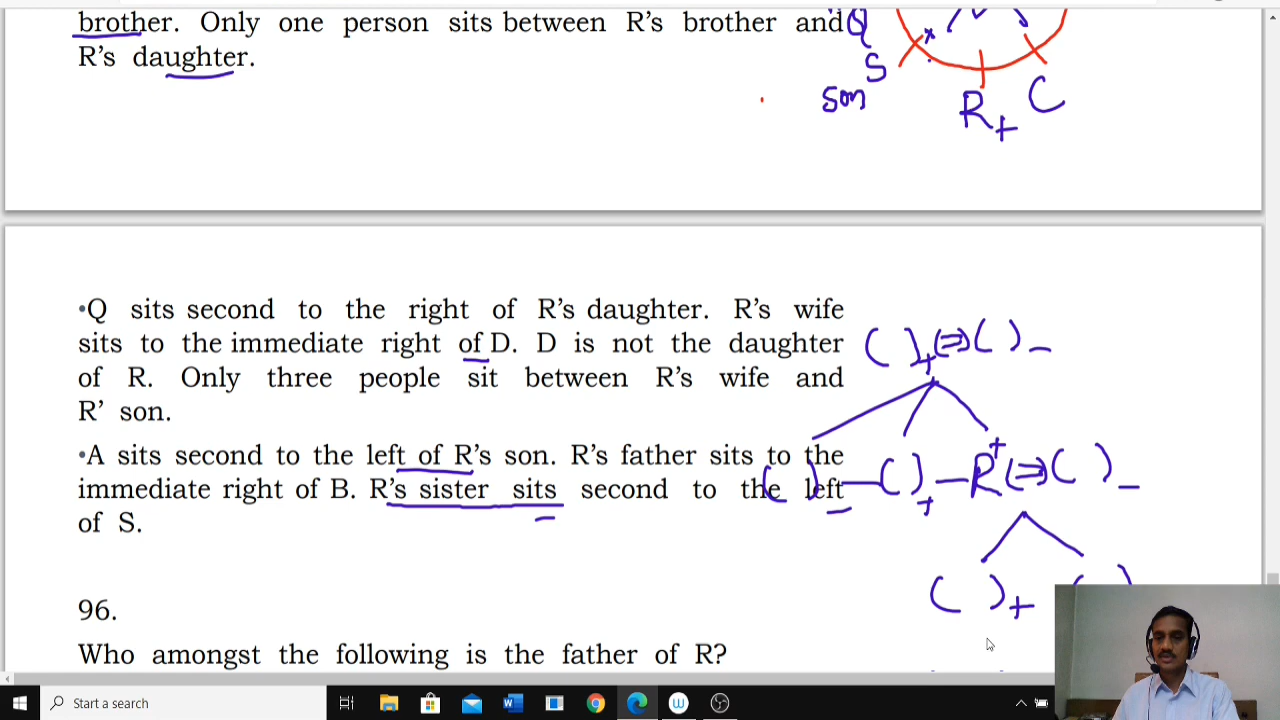 brother. Only one person sits between R's brother and Q
R's daughter.
S
son
R+ C
•Q sits second to the right of R's daughter. R's wife
sits to the immediate right of D. D is not the daughter
of R. Only three people sit between R's wife and
R' son.
( )+ (=) ( ) -
•A sits second to the left of R's son. R's father sits to the
immediate right of B. R's sister sits second to the left
of S.
( ) - — ( )+ — R+ (=) ( ) -
( )+ ( )
96.
Who amongst the following is the father of R?
Start a search